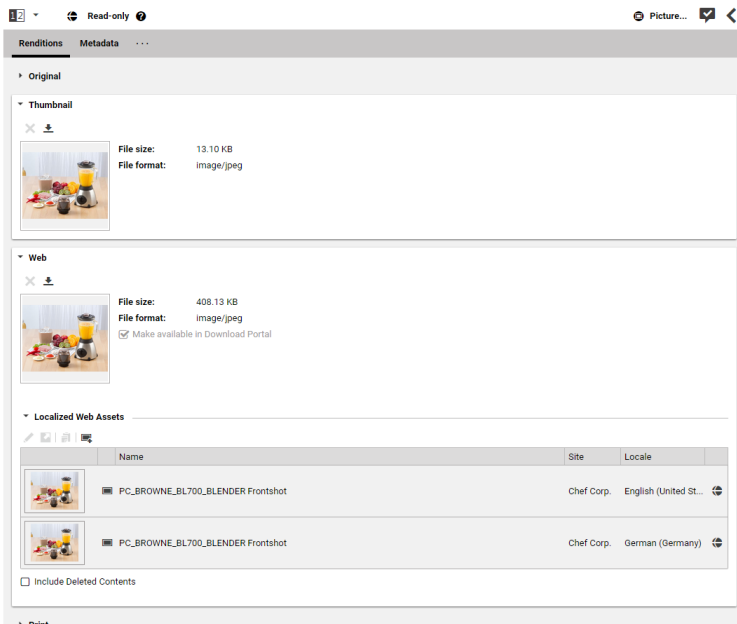 12 Read-only Picture...
Renditions Metadata ...
Original
Thumbnail
File size: 13.10 KB
File format: image/jpeg
Web
File size: 408.13 KB
File format: image/jpeg
Make available in Download Portal
Localized Web Assets
Name Site Locale
PC_BROWNE_BL700_BLENDER Frontshot Chef Corp. English (United St...
PC_BROWNE_BL700_BLENDER Frontshot Chef Corp. German (Germany)
Include Deleted Contents
Print